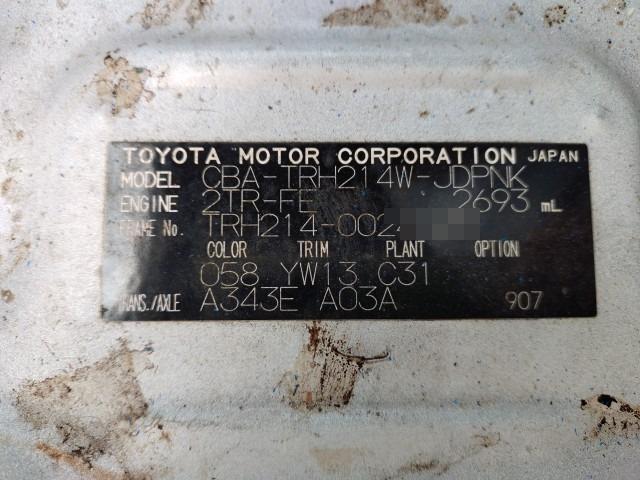 TOYOTA MOTOR CORPORATION JAPAN
MODEL CBA-TRH214W-JDPNK
ENGINE 2TR-FE 2693 mL
FRAME No. TRH214-002
COLOR TRIM PLANT OPTION
058 YW13 C31
TRANS./AXLE A343E A03A 907